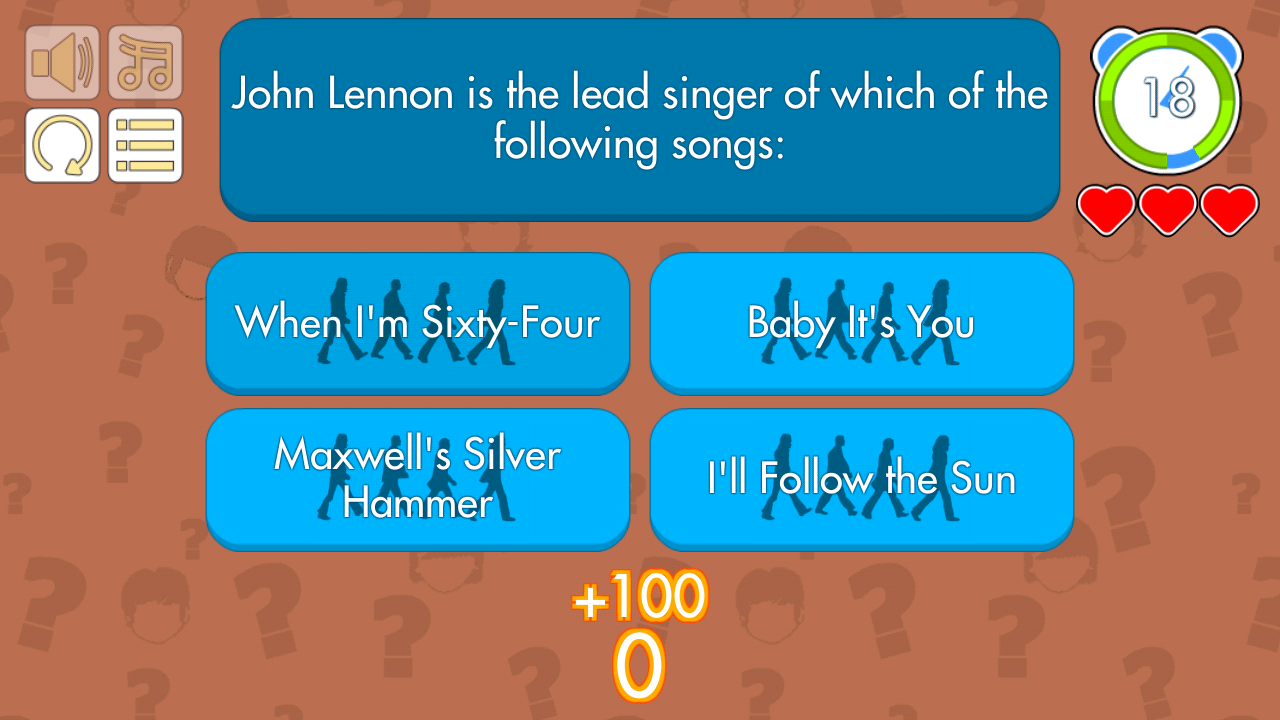 John Lennon is the lead singer of which of the
following songs:
18
When I'm Sixty-Four
Baby It's You
Maxwell's Silver
Hammer
I'll Follow the Sun
+100
0